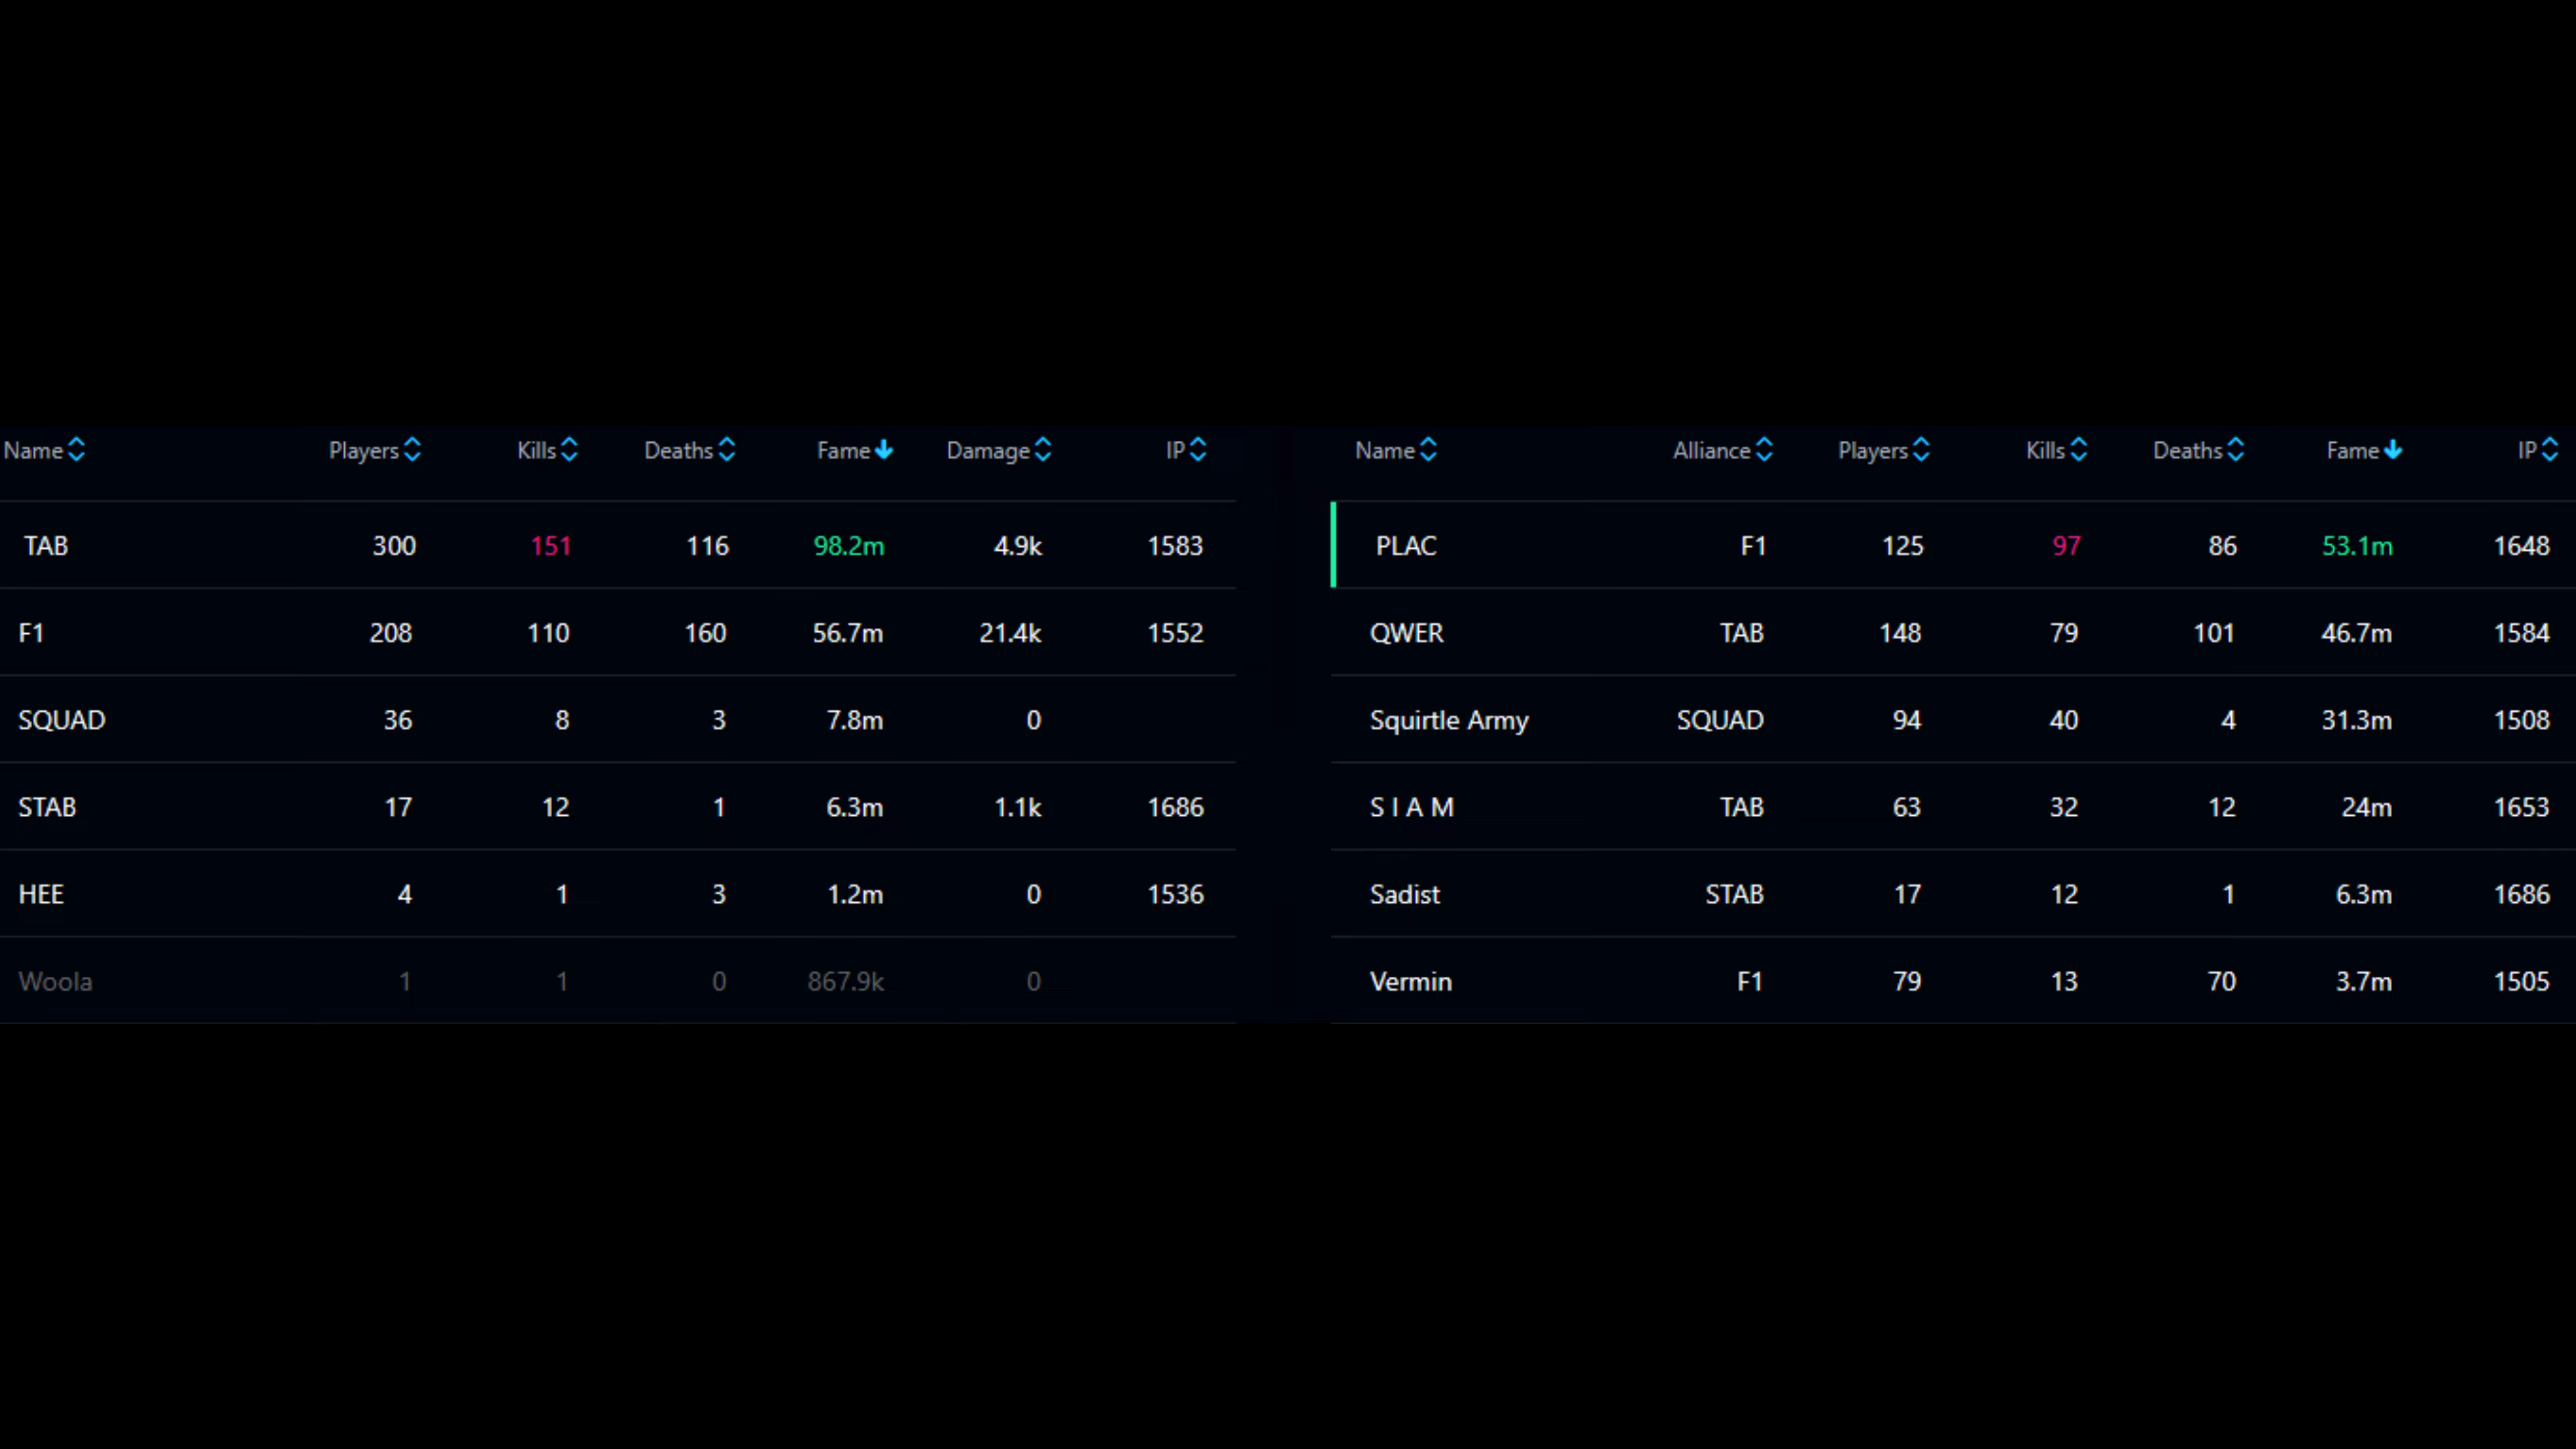 Name Players Kills Deaths Fame Damage IP
TAB 300 151 116 98.2m 4.9k 1583
F1 208 110 160 56.7m 21.4k 1552
SQUAD 36 8 3 7.8m 0
STAB 17 12 1 6.3m 1.1k 1686
HEE 4 1 3 1.2m 0 1536
Woola 1 1 0 867.9k 0
Name Alliance Players Kills Deaths Fame IP
PLAC F1 125 97 86 53.1m 1648
QWER TAB 148 79 101 46.7m 1584
Squirtle Army SQUAD 94 40 4 31.3m 1508
S I A M TAB 63 32 12 24m 1653
Sadist STAB 17 12 1 6.3m 1686
Vermin F1 79 13 70 3.7m 1505